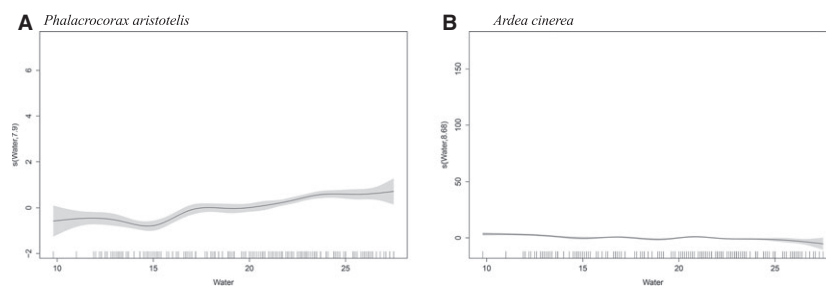 A Phalacrocorax aristotelis
s(Water,7.9)
6
4
2
0
−2
10 15 20 25
Water
B Ardea cinerea
s(Water,8.68)
150
100
50
0
10 15 20 25
Water